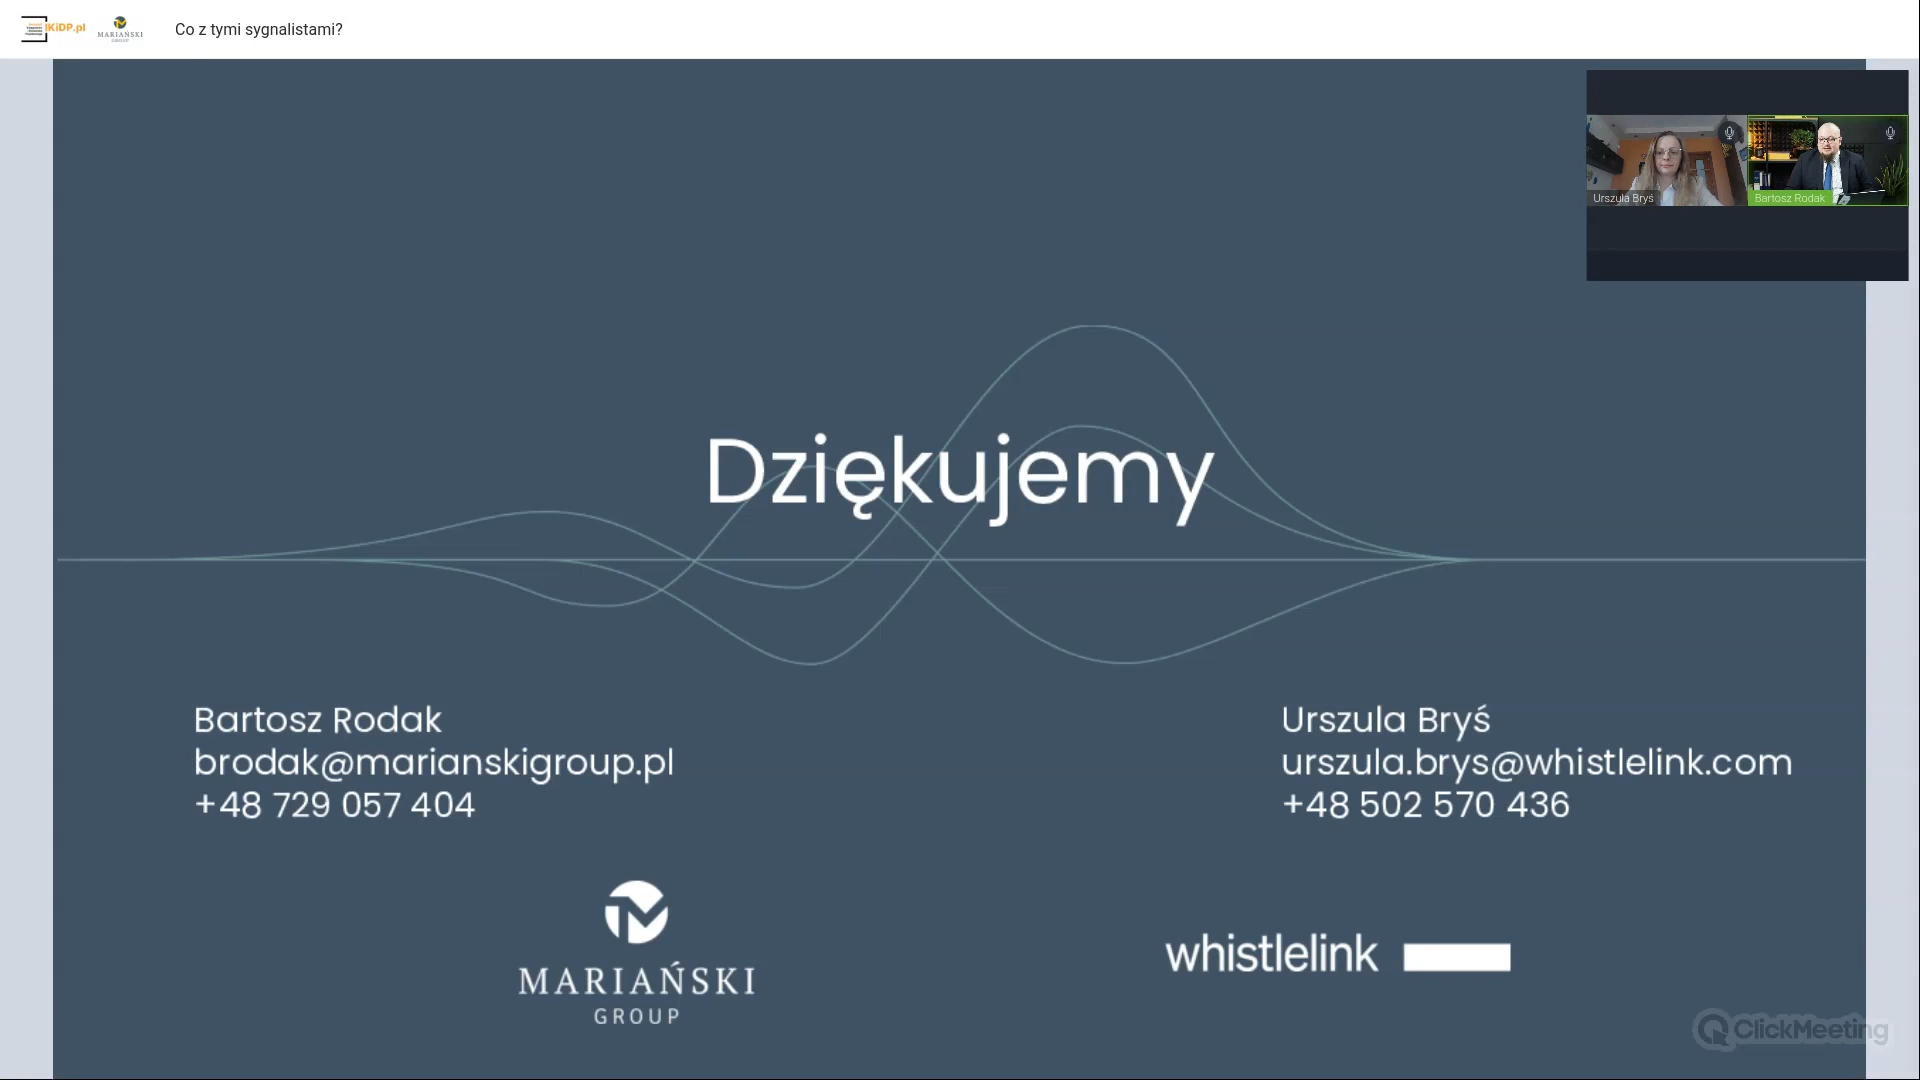 iKiDP.pl
MARIAŃSKI
GROUP
Co z tymi sygnalistami?
Urszula Bryś
Bartosz Rodak
Dziękujemy
Bartosz Rodak
brodak@marianskigroup.pl
+48 729 057 404
Urszula Bryś
urszula.brys@whistlelink.com
+48 502 570 436
MARIAŃSKI
GROUP
whistlelink
ClickMeeting